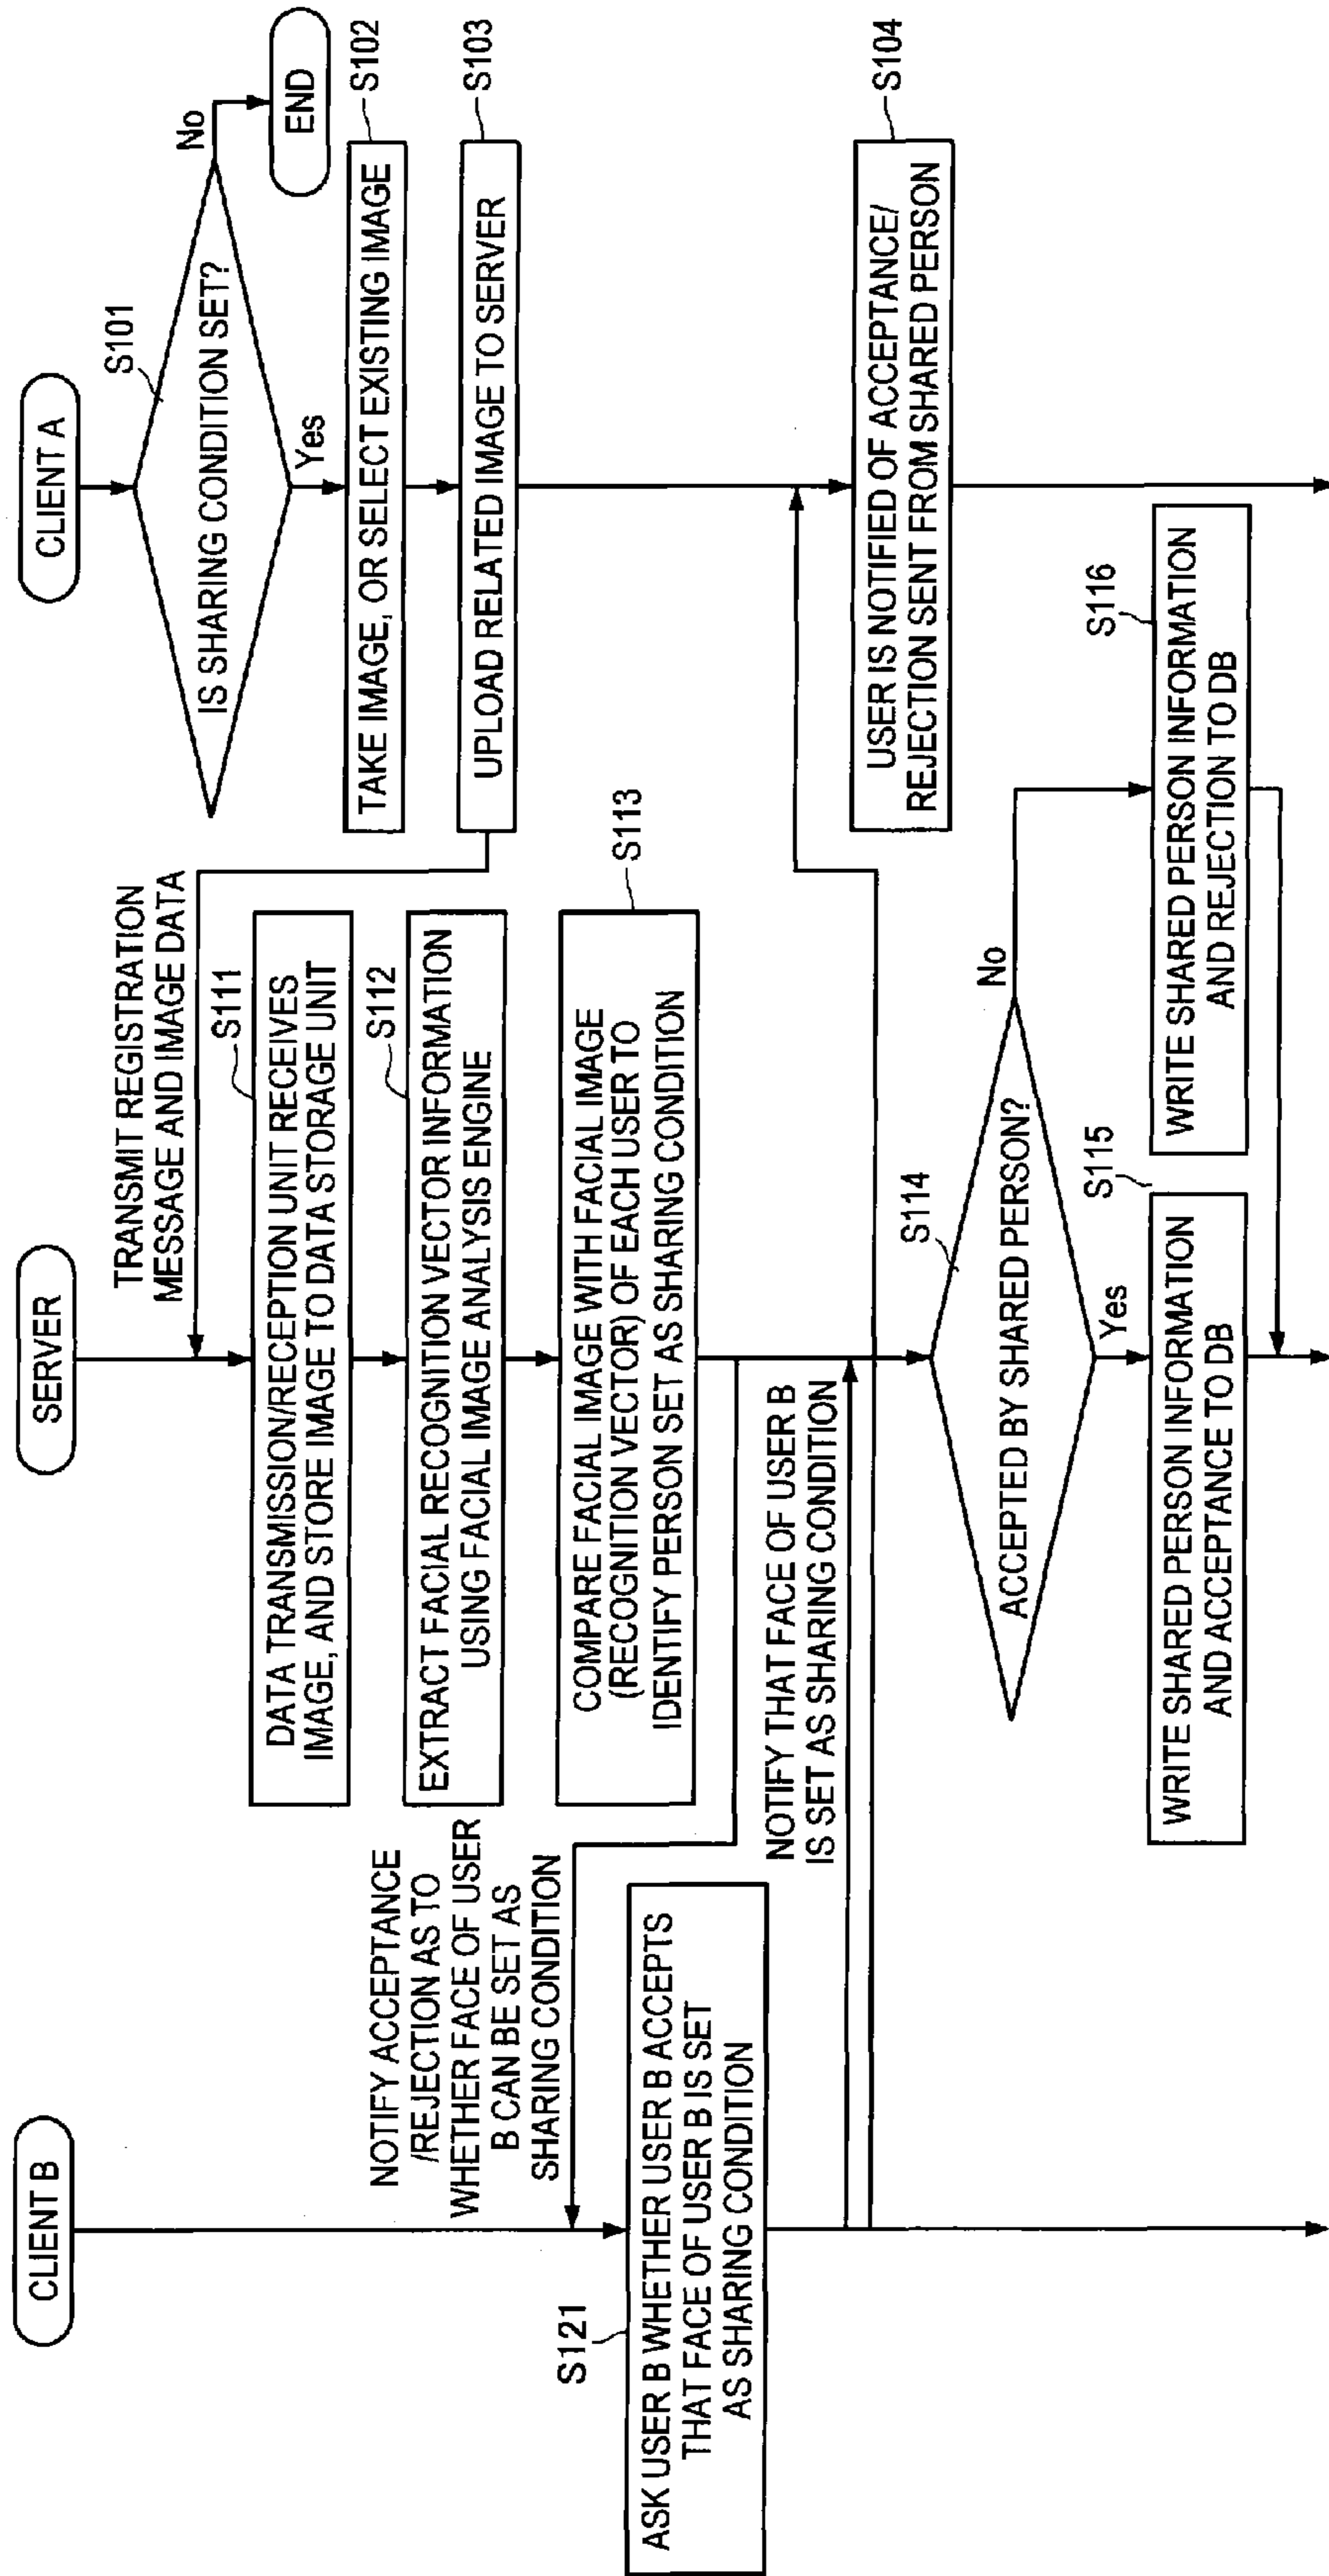 CLIENT A
S101
IS SHARING CONDITION SET?
No
END
Yes
S102
TAKE IMAGE, OR SELECT EXISTING IMAGE
S103
UPLOAD RELATED IMAGE TO SERVER
S104
USER IS NOTIFIED OF ACCEPTANCE/
REJECTION SENT FROM SHARED PERSON
SERVER
TRANSMIT REGISTRATION
MESSAGE AND IMAGE DATA
S111
DATA TRANSMISSION/RECEPTION UNIT RECEIVES
IMAGE, AND STORE IMAGE TO DATA STORAGE UNIT
S112
EXTRACT FACIAL RECOGNITION VECTOR INFORMATION
USING FACIAL IMAGE ANALYSIS ENGINE
S113
COMPARE FACIAL IMAGE WITH FACIAL IMAGE
(RECOGNITION VECTOR) OF EACH USER TO
IDENTIFY PERSON SET AS SHARING CONDITION
NOTIFY THAT FACE OF USER B
IS SET AS SHARING CONDITION
S114
ACCEPTED BY SHARED PERSON?
No
Yes
S115
WRITE SHARED PERSON INFORMATION
AND ACCEPTANCE TO DB
S116
WRITE SHARED PERSON INFORMATION
AND REJECTION TO DB
CLIENT B
NOTIFY ACCEPTANCE
/REJECTION AS TO
WHETHER FACE OF USER
B CAN BE SET AS
SHARING CONDITION
S121
ASK USER B WHETHER USER B ACCEPTS
THAT FACE OF USER B IS SET
AS SHARING CONDITION